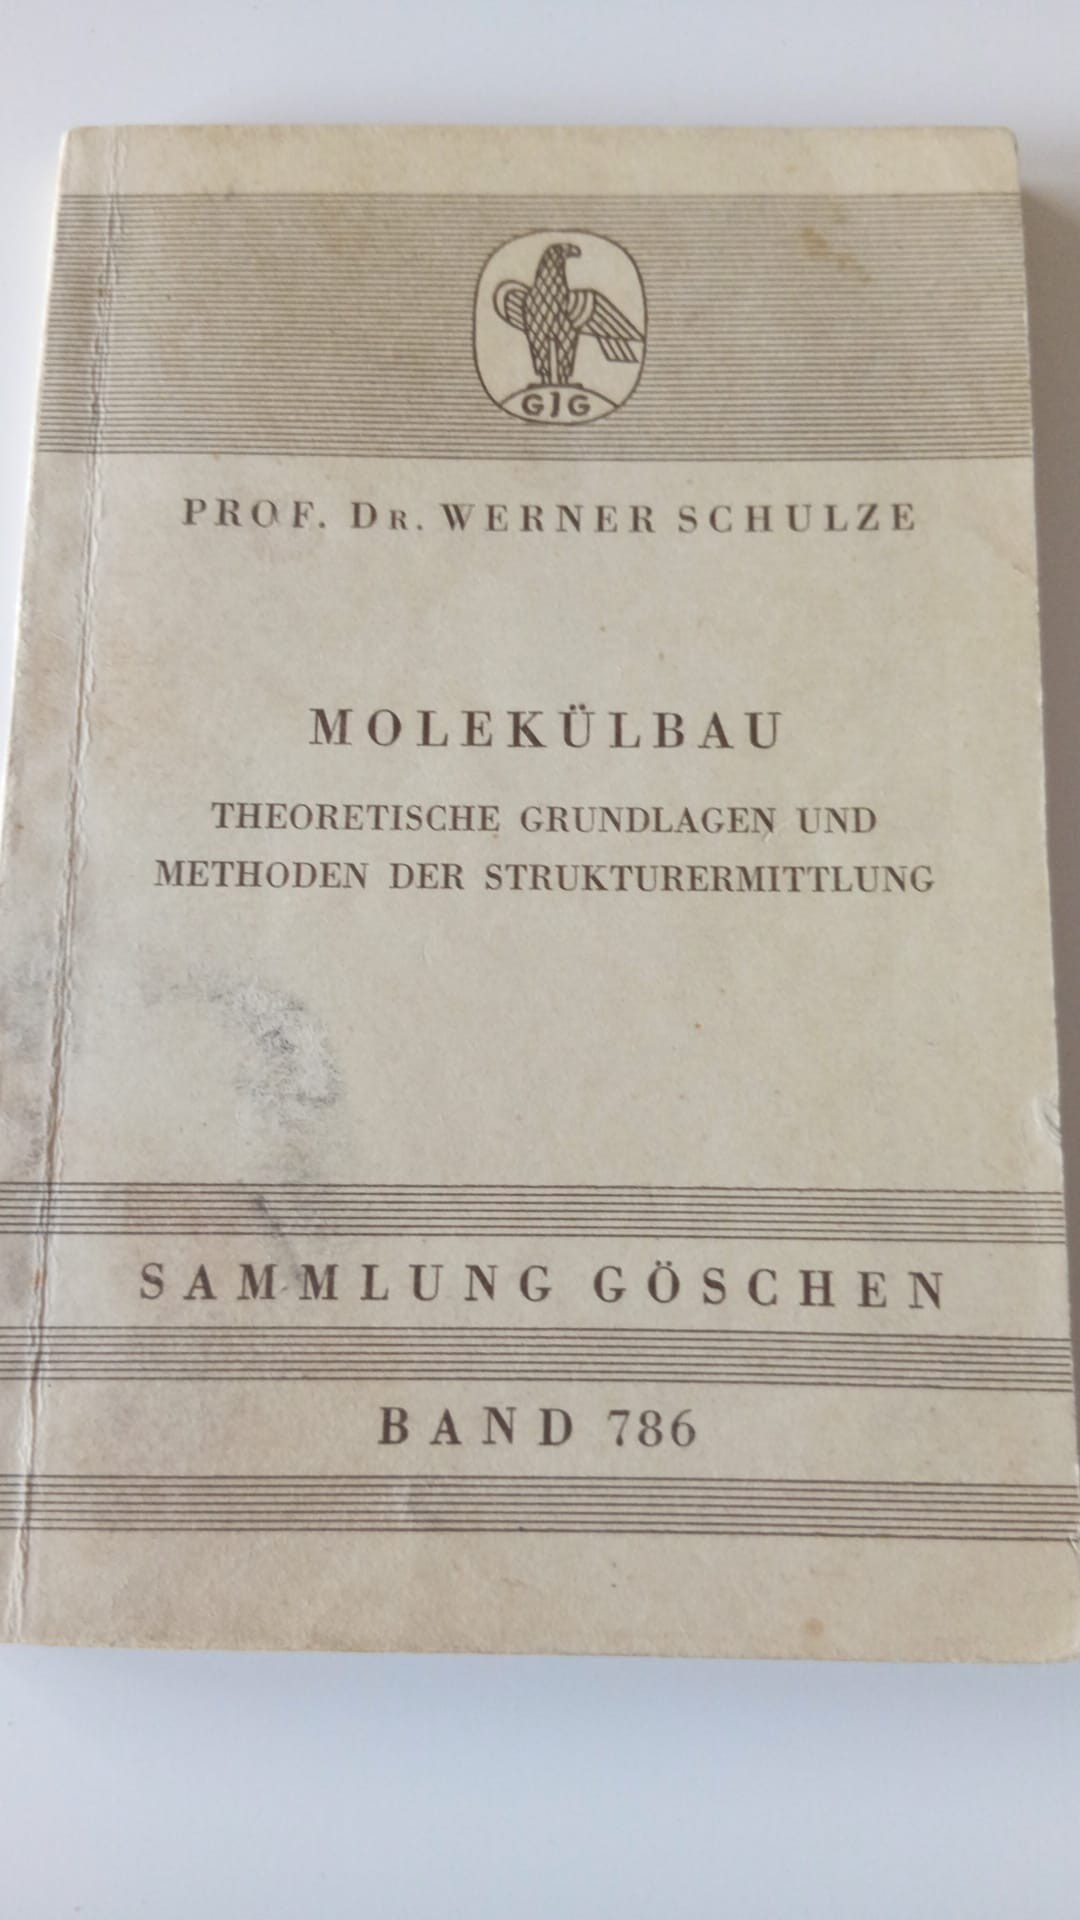 GJG
PROF. DR. WERNER SCHULZE
MOLEKÜLBAU
THEORETISCHE GRUNDLAGEN UND
METHODEN DER STRUKTURERMITTLUNG
SAMMLUNG GÖSCHEN
BAND 786